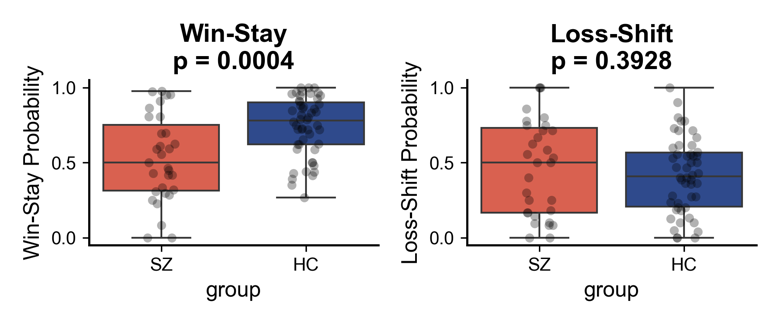 Win-Stay
p = 0.0004
Win-Stay Probability
1.0
0.5
0.0
SZ
HC
group
Loss-Shift
p = 0.3928
Loss-Shift Probability
1.0
0.5
0.0
SZ
HC
group